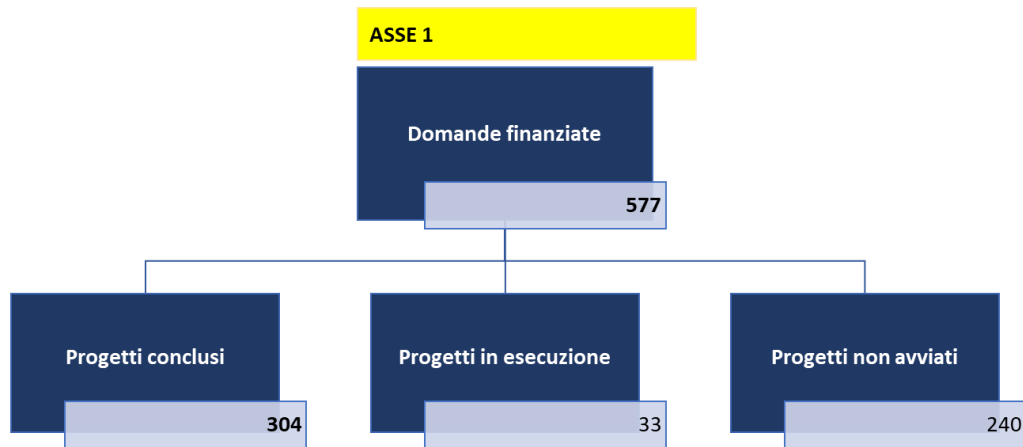 ASSE 1
Domande finanziate
577
Progetti conclusi
304
Progetti in esecuzione
33
Progetti non avviati
240